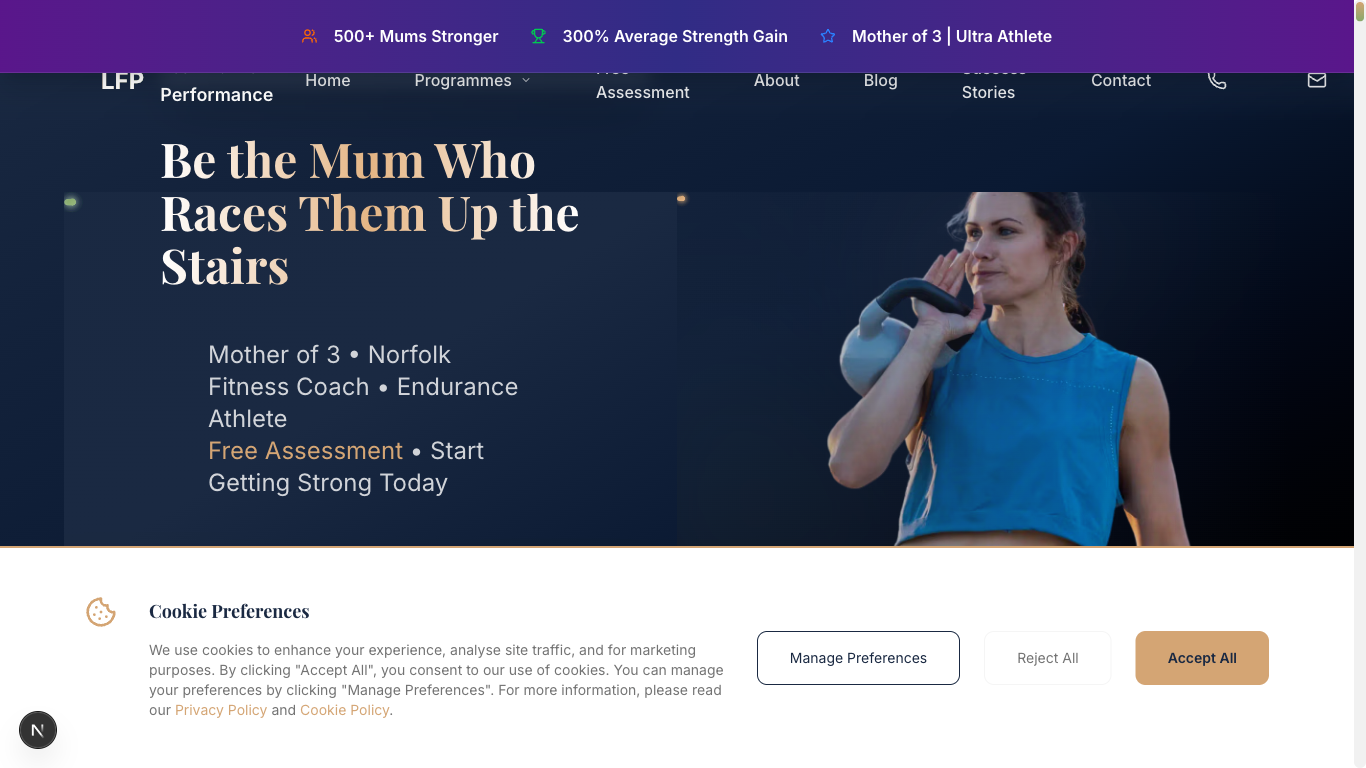 500+ Mums Stronger
300% Average Strength Gain
Mother of 3 | Ultra Athlete
LFP
Performance
Home
Programmes
Assessment
About
Blog
Success
Stories
Contact
Be the Mum Who
Races Them Up the
Stairs
Mother of 3 • Norfolk
Fitness Coach • Endurance
Athlete
Free Assessment • Start
Getting Strong Today
Cookie Preferences
We use cookies to enhance your experience, analyse site traffic, and for marketing
purposes. By clicking "Accept All", you consent to our use of cookies. You can manage
your preferences by clicking "Manage Preferences". For more information, please read
our Privacy Policy and Cookie Policy.
Manage Preferences
Reject All
Accept All
N